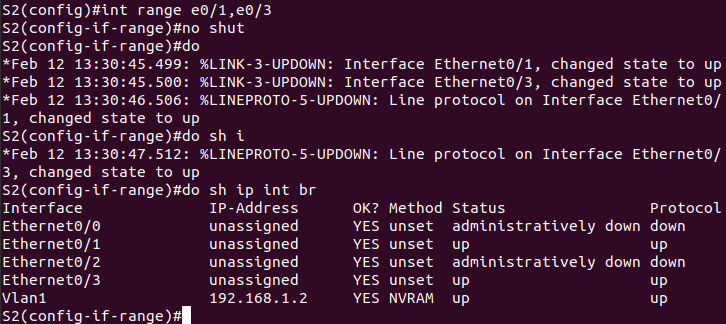 S2(config)#int range e0/1,e0/3
S2(config-if-range)#no shut
S2(config-if-range)#do
*Feb 12 13:30:45.499: %LINK-3-UPDOWN: Interface Ethernet0/1, changed state to up
*Feb 12 13:30:45.500: %LINK-3-UPDOWN: Interface Ethernet0/3, changed state to up
*Feb 12 13:30:46.506: %LINEPROTO-5-UPDOWN: Line protocol on Interface Ethernet0/
1, changed state to up
S2(config-if-range)#do sh i
*Feb 12 13:30:47.512: %LINEPROTO-5-UPDOWN: Line protocol on Interface Ethernet0/
3, changed state to up
S2(config-if-range)#do sh ip int br
Interface              IP-Address      OK? Method Status                Protocol
Ethernet0/0            unassigned      YES unset  administratively down down
Ethernet0/1            unassigned      YES unset  up                    up
Ethernet0/2            unassigned      YES unset  administratively down down
Ethernet0/3            unassigned      YES unset  up                    up
Vlan1                  192.168.1.2     YES NVRAM  up                    up
S2(config-if-range)#